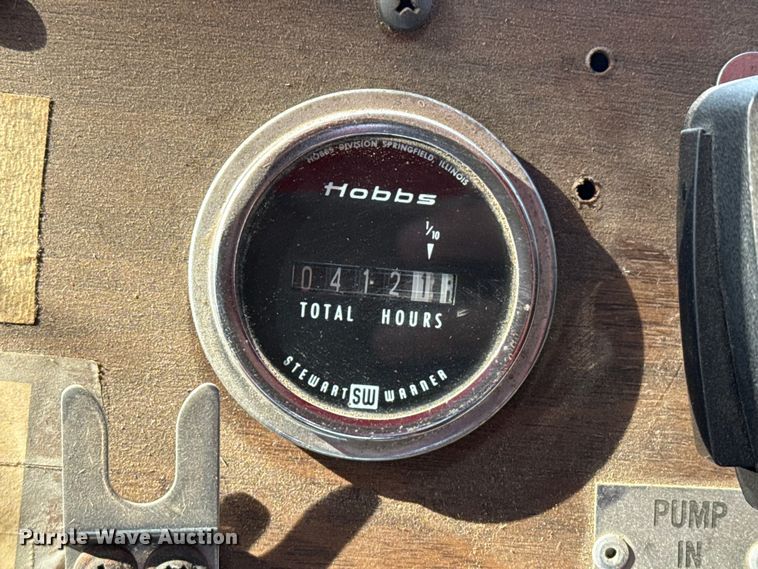 HOBBS DIVISION SPRINGFIELD, ILLINOIS
Hobbs
1/10
0412
TOTAL HOURS
STEWART SW WARNER
PUMP
IN
Purple Wave Auction